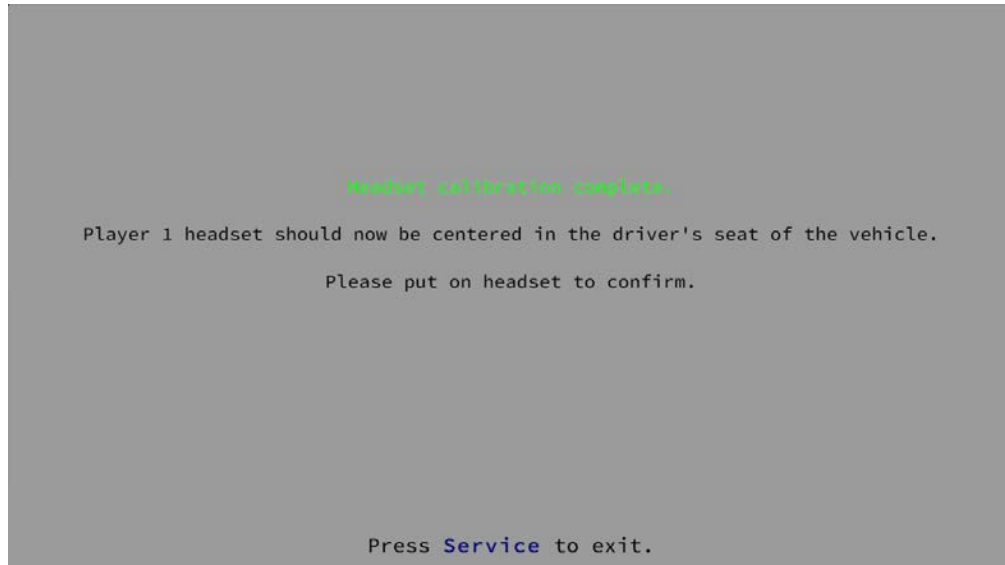 Headset calibration complete.
Player 1 headset should now be centered in the driver's seat of the vehicle.
Please put on headset to confirm.
Press Service to exit.